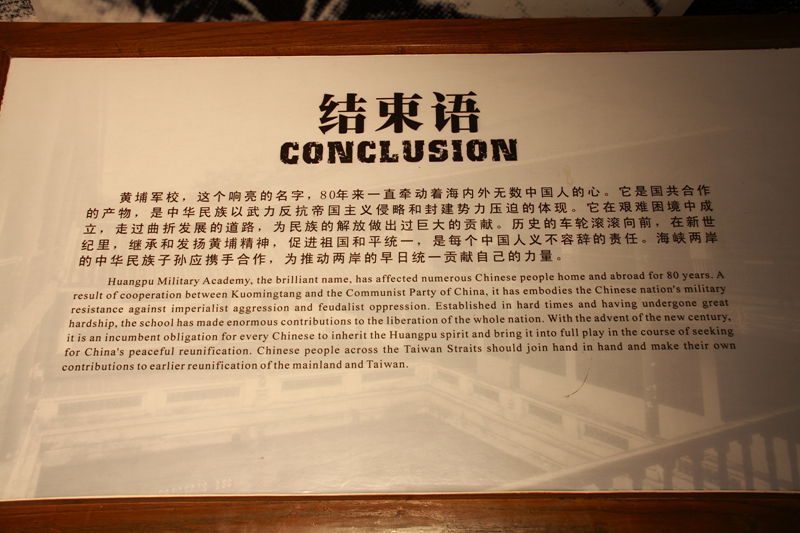 结束语
CONCLUSION
黄埔军校，这个响亮的名字，80年来一直牵动着海内外无数中国人的心。它是国共合作
的产物，是中华民族以武力反抗帝国主义侵略和封建势力压迫的体现。它在艰难困境中成
立，走过曲折发展的道路，为民族的解放做出过巨大的贡献。历史的车轮滚滚向前，在新世
纪里，继承和发扬黄埔精神，促进祖国和平统一，是每个中国人义不容辞的责任。海峡两岸
的中华民族子孙应携手合作，为推动两岸的早日统一贡献自己的力量。
Huangpu Military Academy, the brilliant name, has affected numerous Chinese people home and abroad for 80 years. A
result of cooperation between Kuomingtang and the Communist Party of China, it has embodies the Chinese nation's military
resistance against imperialist aggression and feudalist oppression. Established in hard times and having undergone great
hardship, the school has made enormous contributions to the liberation of the whole nation. With the advent of the new century,
it is an incumbent obligation for every Chinese to inherit the Huangpu spirit and bring it into full play in the course of seeking
for China's peaceful reunification. Chinese people across the Taiwan Straits should join hand in hand and make their own
contributions to earlier reunification of the mainland and Taiwan.